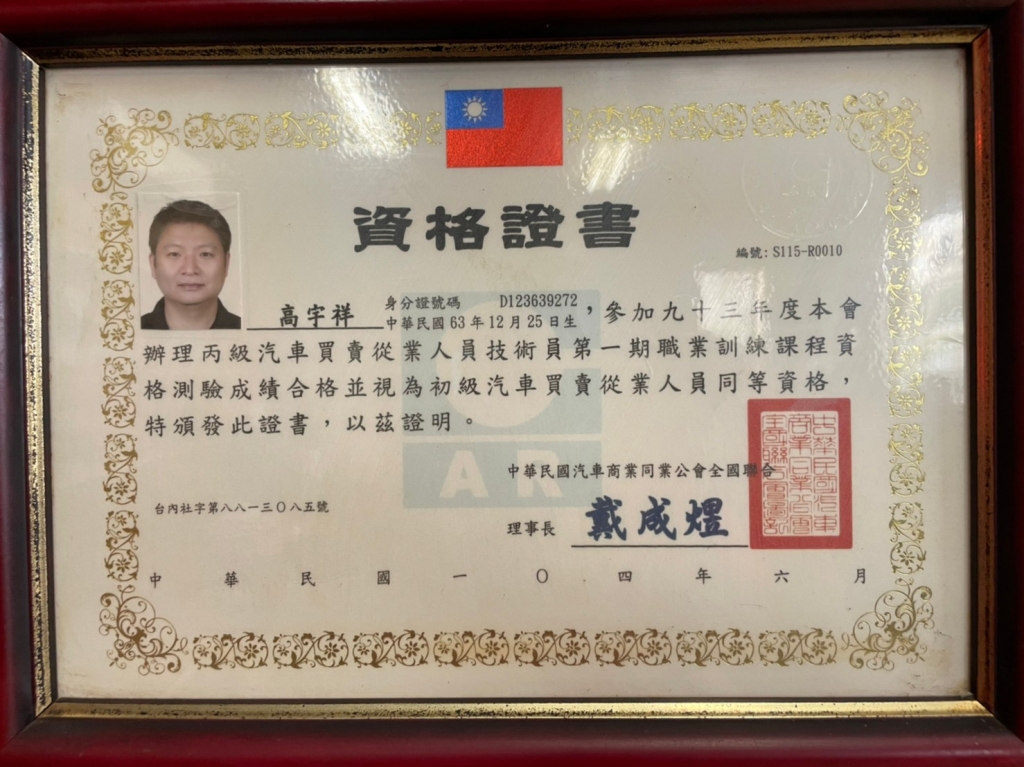 資格證書
編號: S115-R0010
高宇祥 身分證號碼 D123639272
中華民國 63 年 12 月 25 日生
，參加九十三年度本會
辦理丙級汽車買賣從業人員技術員第一期職業訓練課程資
格測驗成績合格並視為初級汽車買賣從業人員同等資格，
特頒發此證書，以茲證明。
AR
中華民國汽車商業同業公會全國聯合
台內社字第八八一三〇八五號
理事長 戴成煜
中華民國一〇四年六月